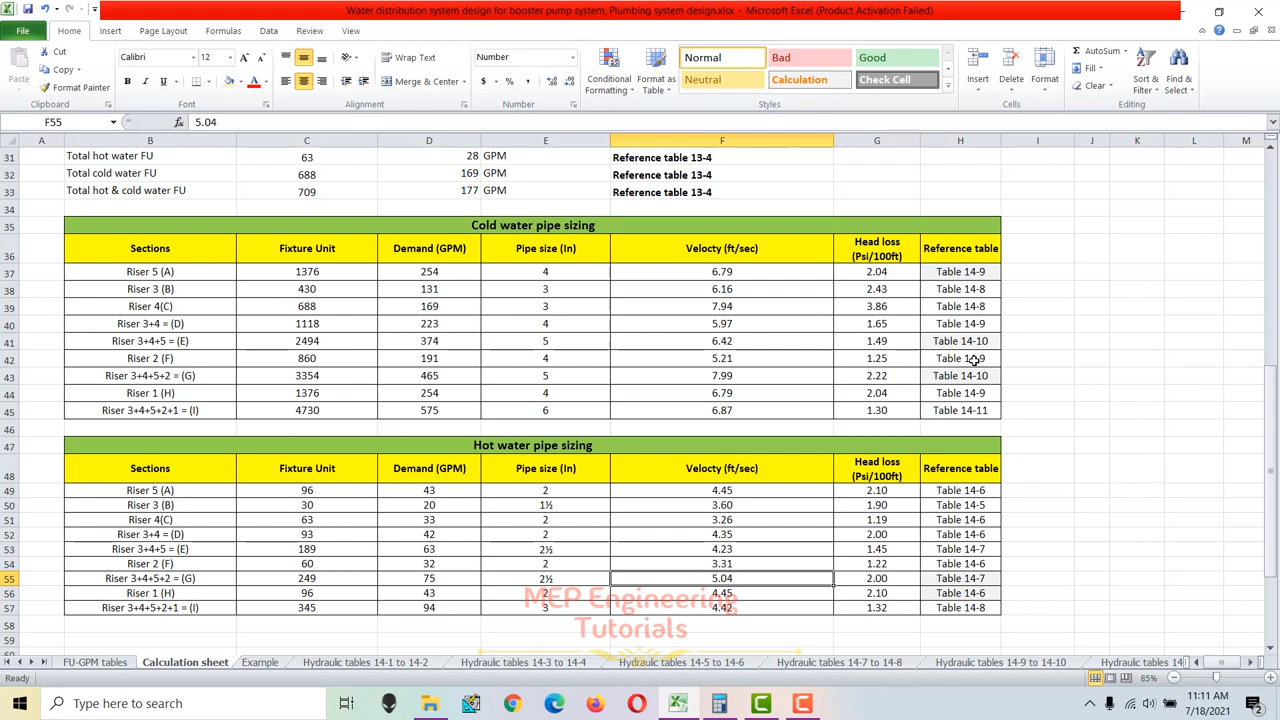 Water distribution system design for booster pump system, Plumbing system design.xlsx - Microsoft Excel (Product Activation Failed)
File Home Insert Page Layout Formulas Data Review View
Cut
Copy
Format Painter
Paste
Clipboard
Calibri 12
B I U
Font
Wrap Text
Merge & Center
Alignment
Number
$ % ,
Number
Conditional Formatting
Format as Table
Normal Bad Good
Neutral Calculation Check Cell
Styles
Insert Delete Format
Cells
AutoSum
Fill
Clear
Sort & Filter
Find & Select
Editing
F55 fx 5.04
A B C D E F G H I J K L M
31 Total hot water FU 63 28 GPM Reference table 13-4
32 Total cold water FU 688 169 GPM Reference table 13-4
33 Total hot & cold water FU 709 177 GPM Reference table 13-4
34
35 Cold water pipe sizing
36 Sections Fixture Unit Demand (GPM) Pipe size (In) Velocty (ft/sec) Head loss (Psi/100ft) Reference table
37 Riser 5 (A) 1376 254 4 6.79 2.04 Table 14-9
38 Riser 3 (B) 430 131 3 6.16 2.43 Table 14-8
39 Riser 4(C) 688 169 3 7.94 3.86 Table 14-8
40 Riser 3+4 = (D) 1118 223 4 5.97 1.65 Table 14-9
41 Riser 3+4+5 = (E) 2494 374 5 6.42 1.49 Table 14-10
42 Riser 2 (F) 860 191 4 5.21 1.25 Table 14-9
43 Riser 3+4+5+2 = (G) 3354 465 5 7.99 2.22 Table 14-10
44 Riser 1 (H) 1376 254 4 6.79 2.04 Table 14-9
45 Riser 3+4+5+2+1 = (I) 4730 575 6 6.87 1.30 Table 14-11
46
47 Hot water pipe sizing
48 Sections Fixture Unit Demand (GPM) Pipe size (In) Velocty (ft/sec) Head loss (Psi/100ft) Reference table
49 Riser 5 (A) 96 43 2 4.45 2.10 Table 14-6
50 Riser 3 (B) 30 20 1½ 3.60 1.90 Table 14-5
51 Riser 4(C) 63 33 2 3.26 1.19 Table 14-6
52 Riser 3+4 = (D) 93 42 2 4.35 2.00 Table 14-6
53 Riser 3+4+5 = (E) 189 63 2½ 4.23 1.45 Table 14-7
54 Riser 2 (F) 60 32 2 3.31 1.22 Table 14-6
55 Riser 3+4+5+2 = (G) 249 75 2½ 5.04 2.00 Table 14-7
56 Riser 1 (H) 96 43 2 4.45 2.10 Table 14-6
57 Riser 3+4+5+2+1 = (I) 345 94 3 4.42 1.32 Table 14-8
58
59
MEP Engineering
Tutorials
FU-GPM tables Calculation sheet Example Hydraulic tables 14-1 to 14-2 Hydraulic tables 14-3 to 14-4 Hydraulic tables 14-5 to 14-6 Hydraulic tables 14-7 to 14-8 Hydraulic tables 14-9 to 14-10 Hydraulic tables 14
Ready 85%
Type here to search
11:11 AM
7/18/2021
2